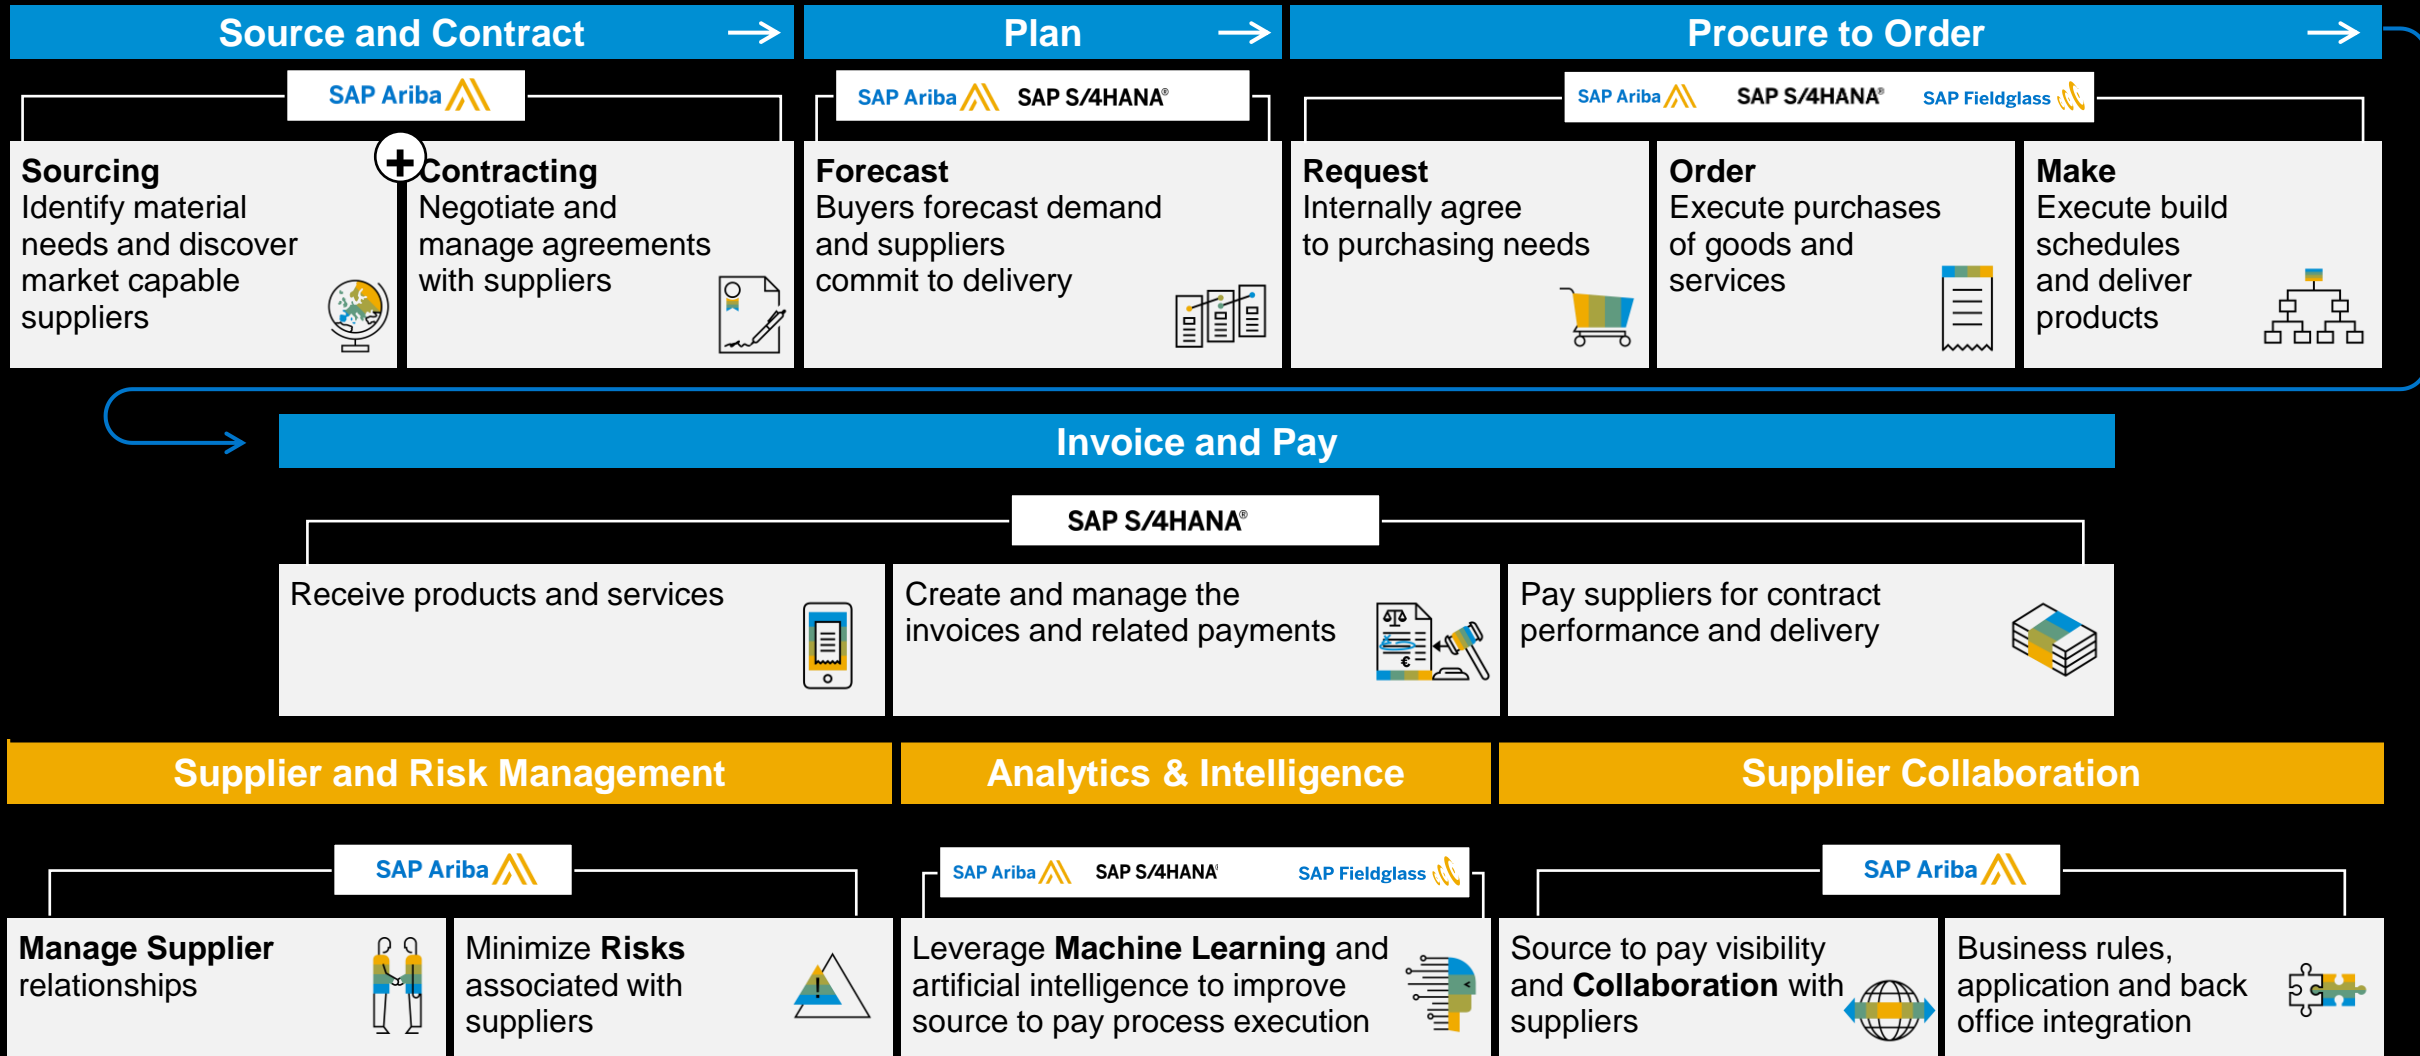 Source and Contract
Plan
Procure to Order
SAP Ariba
SAP Ariba SAP S/4HANA®
SAP Ariba SAP S/4HANA® SAP Fieldglass
+
Sourcing
Identify material
needs and discover
market capable
suppliers
Contracting
Negotiate and
manage agreements
with suppliers
Forecast
Buyers forecast demand
and suppliers
commit to delivery
Request
Internally agree
to purchasing needs
Order
Execute purchases
of goods and
services
Make
Execute build
schedules
and deliver
products
Invoice and Pay
SAP S/4HANA®
Receive products and services
Create and manage the
invoices and related payments
€
Pay suppliers for contract
performance and delivery
Supplier and Risk Management
Analytics & Intelligence
Supplier Collaboration
SAP Ariba
SAP Ariba SAP S/4HANA® SAP Fieldglass
SAP Ariba
Manage Supplier
relationships
Minimize Risks
associated with
suppliers
!
Leverage Machine Learning and
artificial intelligence to improve
source to pay process execution
Source to pay visibility
and Collaboration with
suppliers
Business rules,
application and back
office integration